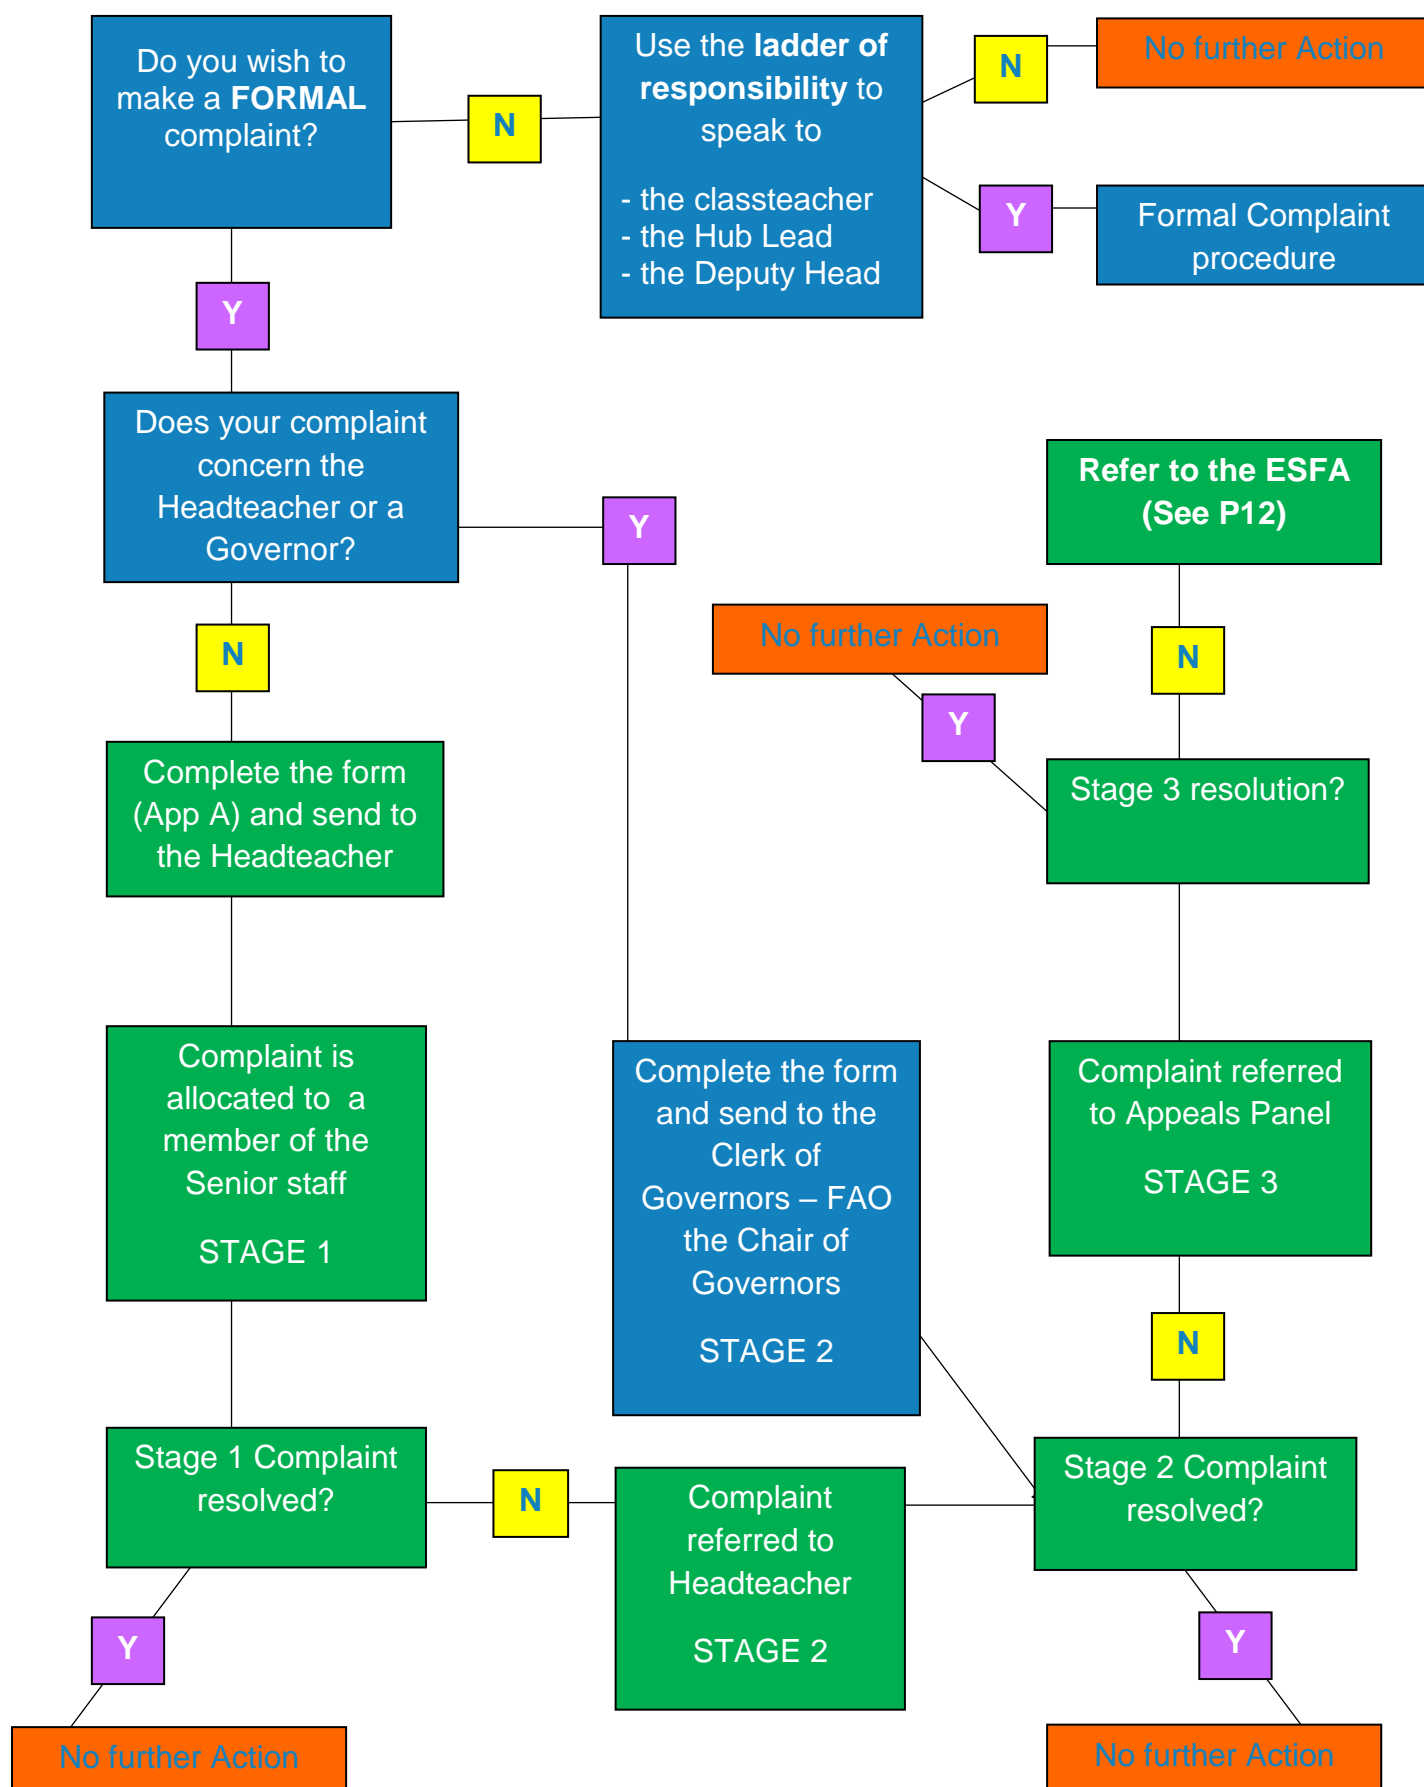 Do you wish to
make a FORMAL
complaint?
N
Use the ladder of
responsibility to
speak to
- the classteacher
- the Hub Lead
- the Deputy Head
N
No further Action
Y
Formal Complaint
procedure
Y
Does your complaint
concern the
Headteacher or a
Governor?
Y
N
Complete the form
(App A) and send to
the Headteacher
Complaint is
allocated to  a
member of the
Senior staff
STAGE 1
Stage 1 Complaint
resolved?
Y
No further Action
N
Complaint
referred to
Headteacher
STAGE 2
Complete the form
and send to the
Clerk of
Governors – FAO
the Chair of
Governors
STAGE 2
Refer to the ESFA
(See P12)
N
No further Action
Y
Stage 3 resolution?
Complaint referred
to Appeals Panel
STAGE 3
N
Stage 2 Complaint
resolved?
Y
No further Action